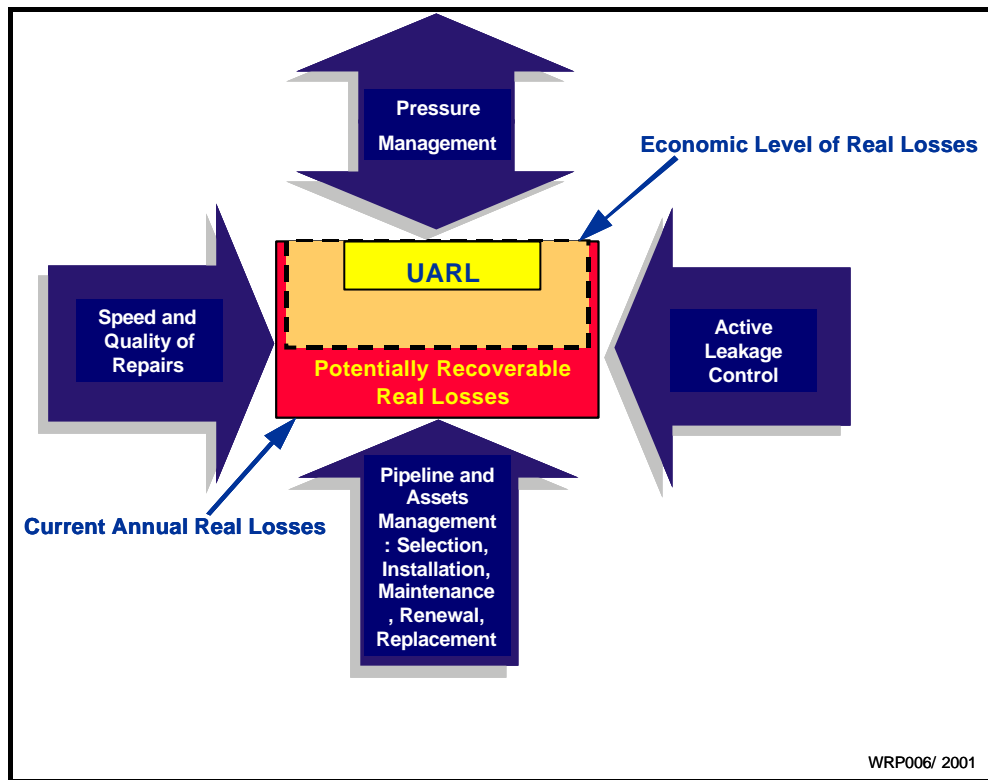 Pressure
Management
Economic Level of Real Losses
UARL
Speed and
Quality of
Repairs
Active
Leakage
Control
Potentially Recoverable
Real Losses
Pipeline and
Assets
Management
: Selection,
Installation,
Maintenance
, Renewal,
Replacement
Current Annual Real Losses
WRP006/ 2001